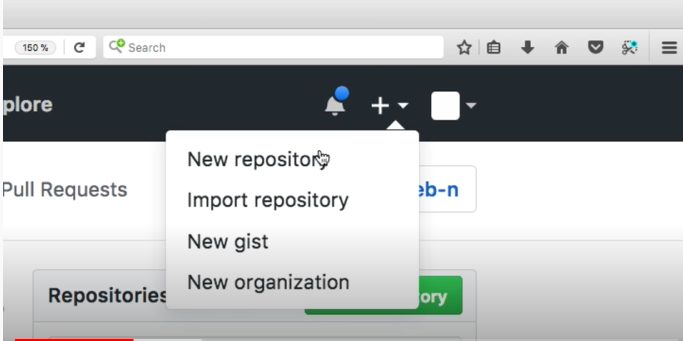 150 %
Search
plore
New repository
Pull Requests
Import repository
eb-n
New gist
New organization
Repositories
ory